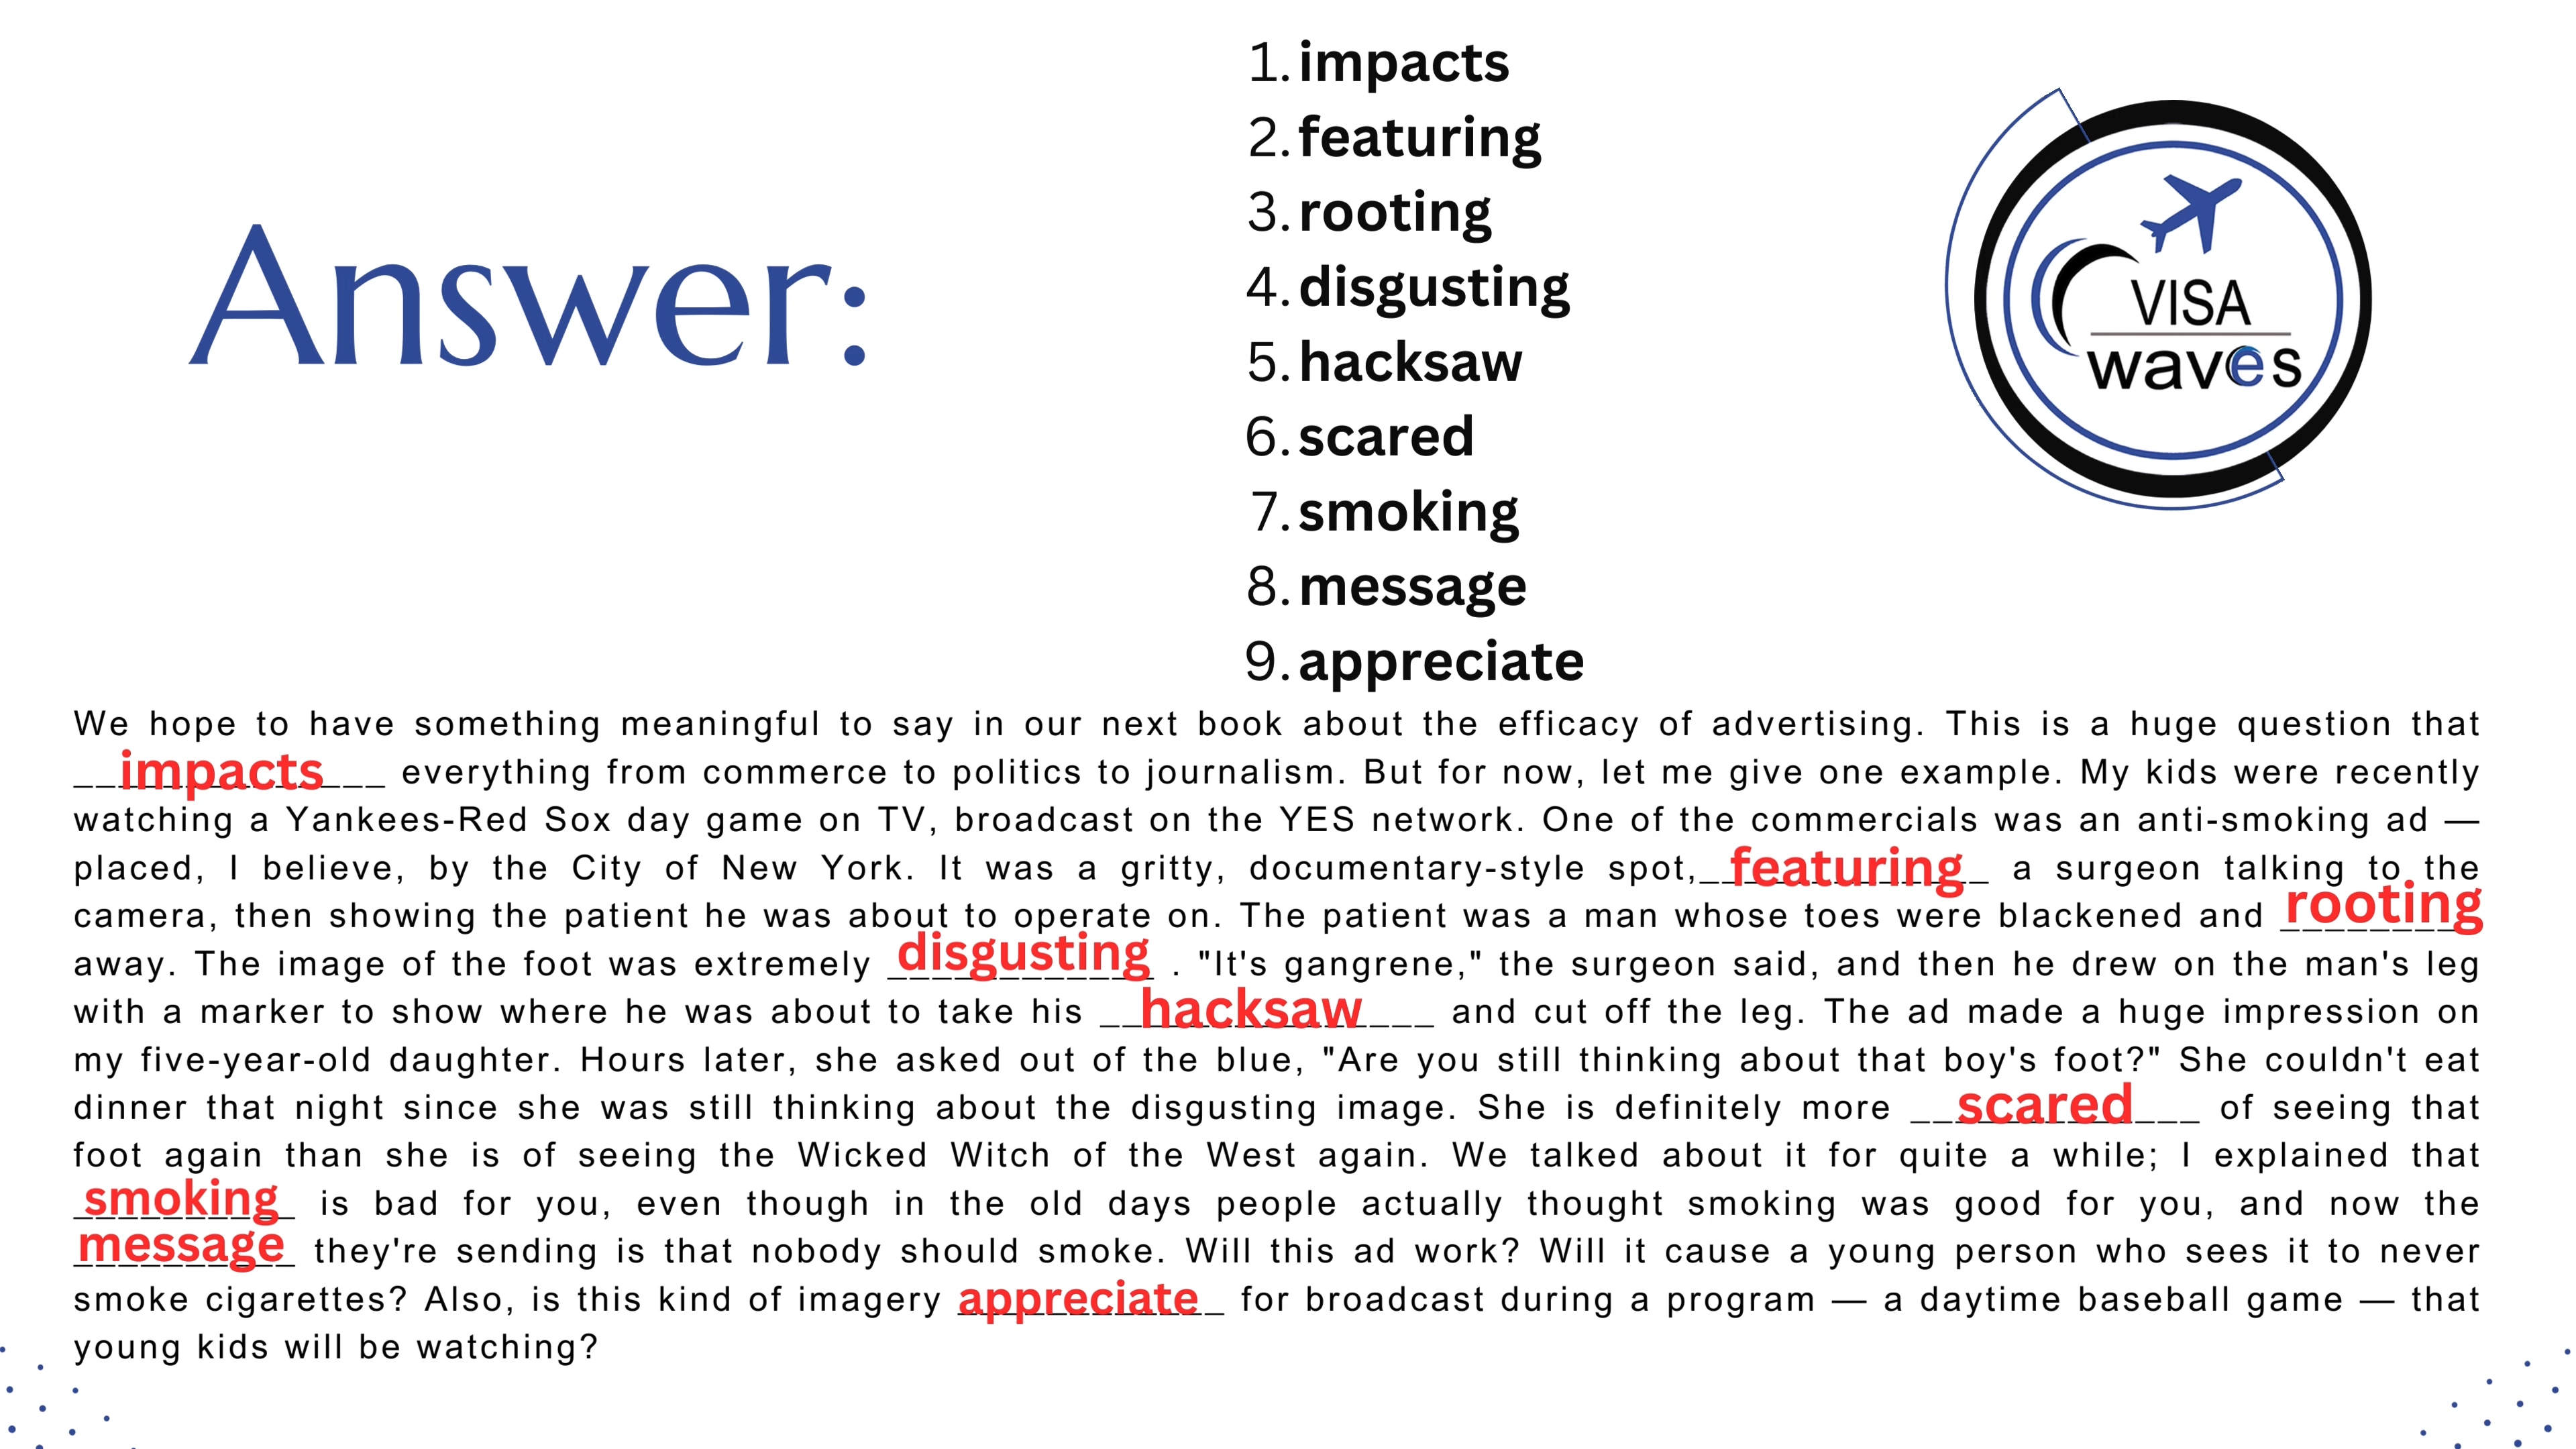 Answer:
1. impacts
2. featuring
3. rooting
4. disgusting
5. hacksaw
6. scared
7. smoking
8. message
9. appreciate
VISA
waves
We hope to have something meaningful to say in our next book about the efficacy of advertising. This is a huge question that
__impacts___ everything from commerce to politics to journalism. But for now, let me give one example. My kids were recently
watching a Yankees-Red Sox day game on TV, broadcast on the YES network. One of the commercials was an anti-smoking ad —
placed, I believe, by the City of New York. It was a gritty, documentary-style spot,__featuring_ a surgeon talking to the
camera, then showing the patient he was about to operate on. The patient was a man whose toes were blackened and rooting
away. The image of the foot was extremely disgusting . "It's gangrene," the surgeon said, and then he drew on the man's leg
with a marker to show where he was about to take his __hacksaw___ and cut off the leg. The ad made a huge impression on
my five-year-old daughter. Hours later, she asked out of the blue, "Are you still thinking about that boy's foot?" She couldn't eat
dinner that night since she was still thinking about the disgusting image. She is definitely more __scared___ of seeing that
foot again than she is of seeing the Wicked Witch of the West again. We talked about it for quite a while; I explained that
smoking is bad for you, even though in the old days people actually thought smoking was good for you, and now the
message they're sending is that nobody should smoke. Will this ad work? Will it cause a young person who sees it to never
smoke cigarettes? Also, is this kind of imagery appreciate_ for broadcast during a program — a daytime baseball game — that
young kids will be watching?